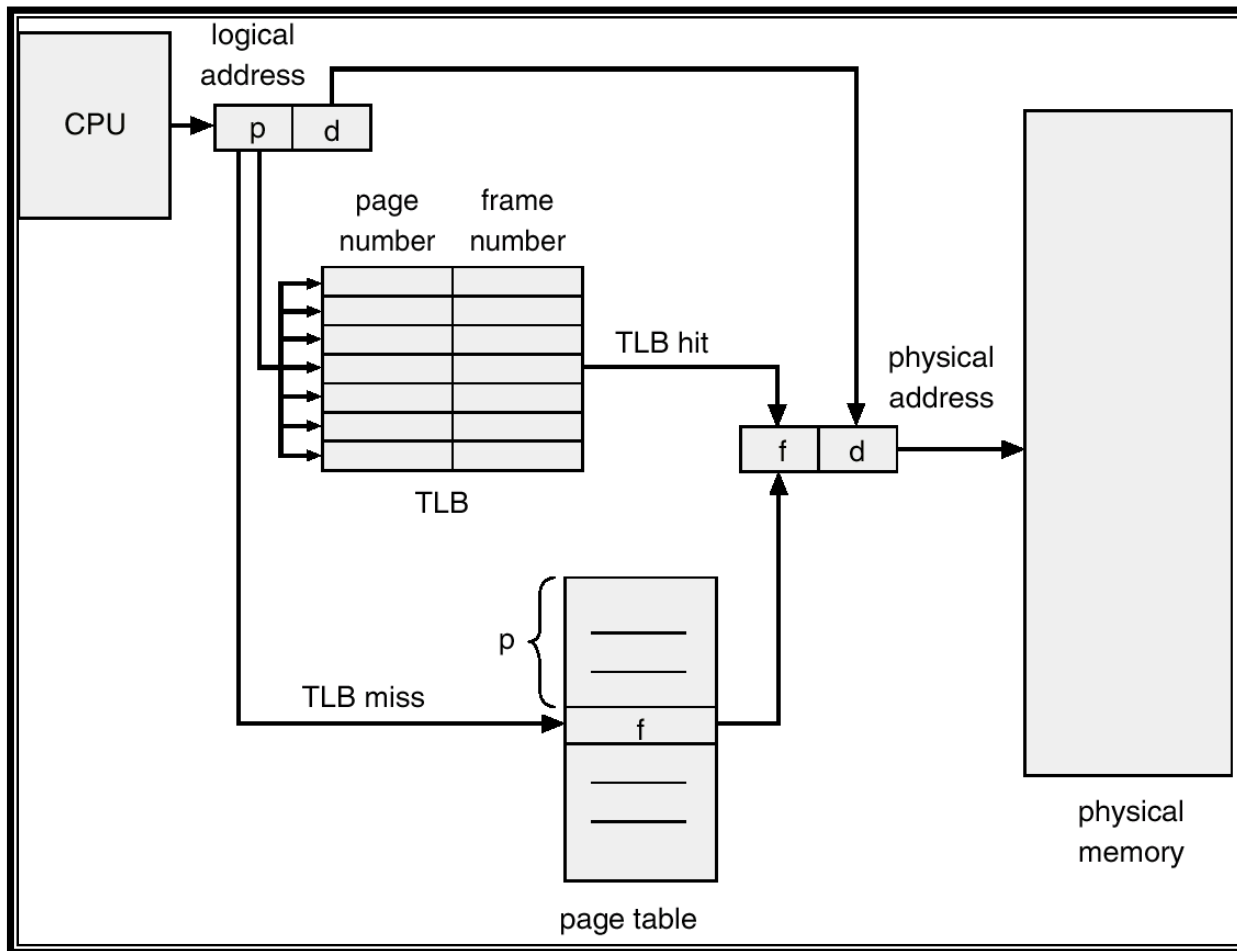 logical
address
CPU
p
d
page
number
frame
number
TLB hit
physical
address
f
d
TLB
p
TLB miss
f
physical
memory
page table